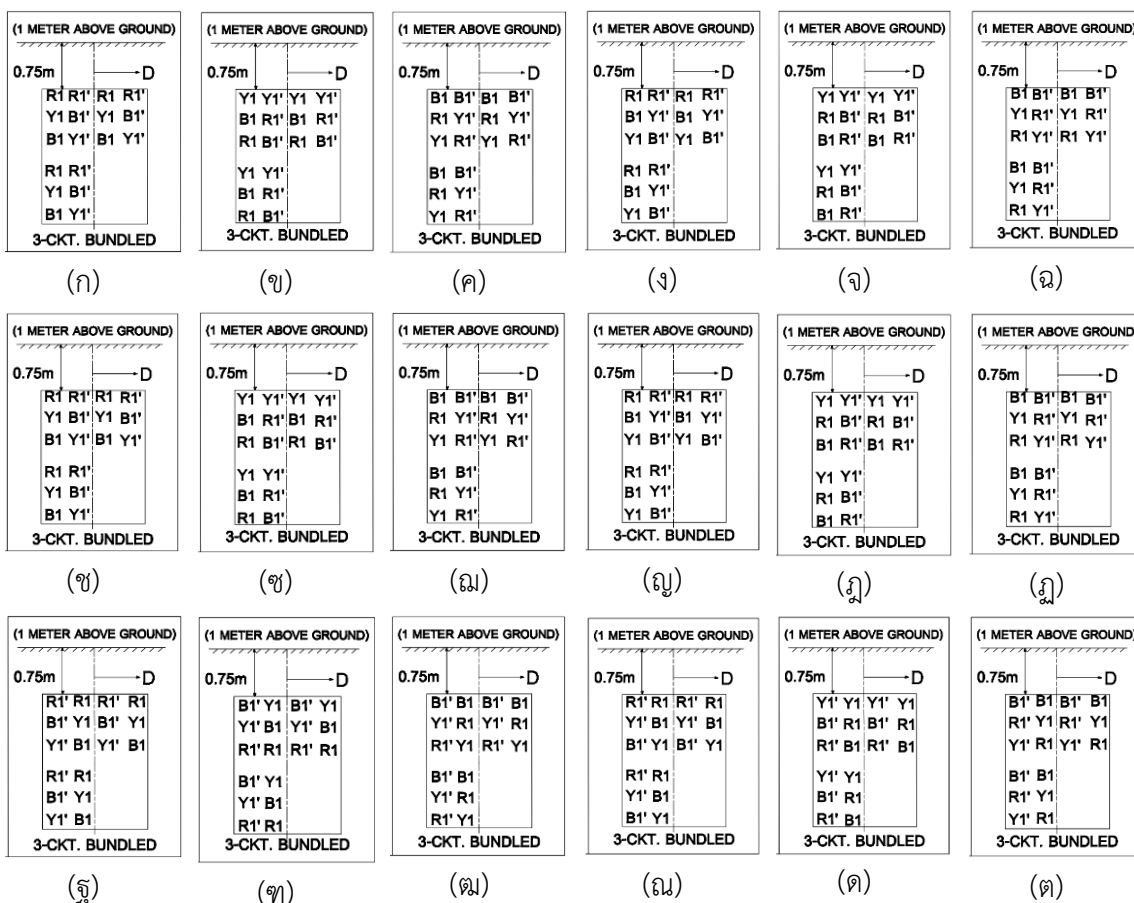 (1 METER ABOVE GROUND)
0.75m
D
R1 R1' R1 R1'
Y1 B1' Y1 B1'
B1 Y1' B1 Y1'
R1 R1'
Y1 B1'
B1 Y1'
3-CKT. BUNDLED
(ก)
(1 METER ABOVE GROUND)
0.75m
D
Y1 Y1' Y1 Y1'
B1 R1' B1 R1'
R1 B1' R1 B1'
Y1 Y1'
B1 R1'
R1 B1'
3-CKT. BUNDLED
(ข)
(1 METER ABOVE GROUND)
0.75m
D
B1 B1' B1 B1'
R1 Y1' R1 Y1'
Y1 R1' Y1 R1'
B1 B1'
R1 Y1'
Y1 R1'
3-CKT. BUNDLED
(ค)
(1 METER ABOVE GROUND)
0.75m
D
R1 R1' R1 R1'
B1 Y1' B1 Y1'
Y1 B1' Y1 B1'
R1 R1'
B1 Y1'
Y1 B1'
3-CKT. BUNDLED
(ง)
(1 METER ABOVE GROUND)
0.75m
D
Y1 Y1' Y1 Y1'
R1 B1' R1 B1'
B1 R1' B1 R1'
Y1 Y1'
R1 B1'
B1 R1'
3-CKT. BUNDLED
(จ)
(1 METER ABOVE GROUND)
0.75m
D
B1 B1' B1 B1'
Y1 R1' Y1 R1'
R1 Y1' R1 Y1'
B1 B1'
Y1 R1'
R1 Y1'
3-CKT. BUNDLED
(ฉ)
(1 METER ABOVE GROUND)
0.75m
D
R1 R1' R1 R1'
Y1 B1' Y1 B1'
B1 Y1' B1 Y1'
R1 R1'
Y1 B1'
B1 Y1'
3-CKT. BUNDLED
(ช)
(1 METER ABOVE GROUND)
0.75m
D
Y1 Y1' Y1 Y1'
B1 R1' B1 R1'
R1 B1' R1 B1'
Y1 Y1'
B1 R1'
R1 B1'
3-CKT. BUNDLED
(ซ)
(1 METER ABOVE GROUND)
0.75m
D
B1 B1' B1 B1'
R1 Y1' R1 Y1'
Y1 R1' Y1 R1'
B1 B1'
R1 Y1'
Y1 R1'
3-CKT. BUNDLED
(ฌ)
(1 METER ABOVE GROUND)
0.75m
D
R1 R1' R1 R1'
B1 Y1' B1 Y1'
Y1 B1' Y1 B1'
R1 R1'
B1 Y1'
Y1 B1'
3-CKT. BUNDLED
(ญ)
(1 METER ABOVE GROUND)
0.75m
D
Y1 Y1' Y1 Y1'
R1 B1' R1 B1'
B1 R1' B1 R1'
Y1 Y1'
R1 B1'
B1 R1'
3-CKT. BUNDLED
(ฎ)
(1 METER ABOVE GROUND)
0.75m
D
B1 B1' B1 B1'
Y1 R1' Y1 R1'
R1 Y1' R1 Y1'
B1 B1'
Y1 R1'
R1 Y1'
3-CKT. BUNDLED
(ฏ)
(1 METER ABOVE GROUND)
0.75m
D
R1' R1 R1' R1
B1' Y1 B1' Y1
Y1' B1 Y1' B1
R1' R1
B1' Y1
Y1' B1
3-CKT. BUNDLED
(ฐ)
(1 METER ABOVE GROUND)
0.75m
D
B1' Y1 B1' Y1
Y1' B1 Y1' B1
R1' R1 R1' R1
B1' Y1
Y1' B1
R1' R1
3-CKT. BUNDLED
(ฑ)
(1 METER ABOVE GROUND)
0.75m
D
B1' B1 B1' B1
Y1' R1 Y1' R1
R1' Y1 R1' Y1
B1' B1
Y1' R1
R1' Y1
3-CKT. BUNDLED
(ฒ)
(1 METER ABOVE GROUND)
0.75m
D
R1' R1 R1' R1
Y1' B1 Y1' B1
B1' Y1 B1' Y1
R1' R1
Y1' B1
B1' Y1
3-CKT. BUNDLED
(ณ)
(1 METER ABOVE GROUND)
0.75m
D
Y1' Y1 Y1' Y1
B1' R1 B1' R1
R1' B1 R1' B1
Y1' Y1
B1' R1
R1' B1
3-CKT. BUNDLED
(ด)
(1 METER ABOVE GROUND)
0.75m
D
B1' B1 B1' B1
R1' Y1 R1' Y1
Y1' R1 Y1' R1
B1' B1
R1' Y1
Y1' R1
3-CKT. BUNDLED
(ต)